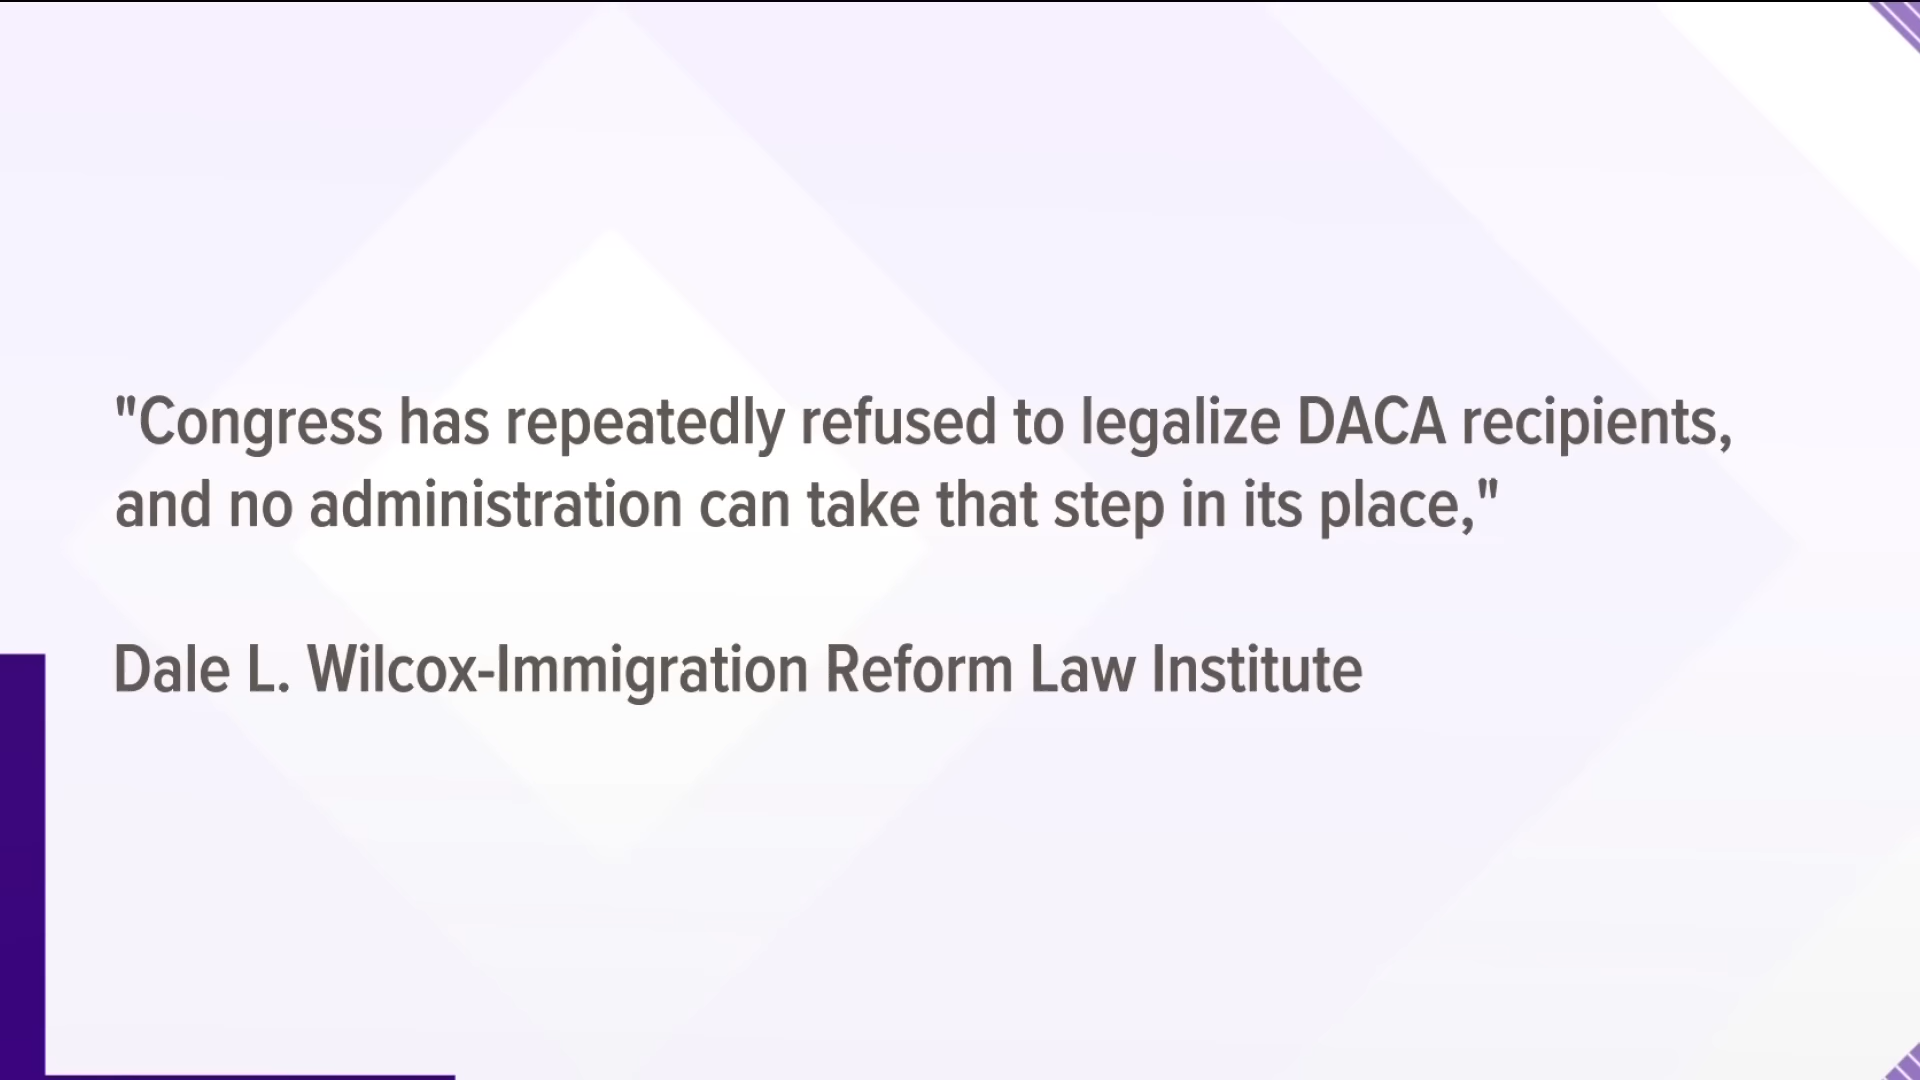 "Congress has repeatedly refused to legalize DACA recipients,
and no administration can take that step in its place,"
Dale L. Wilcox-Immigration Reform Law Institute